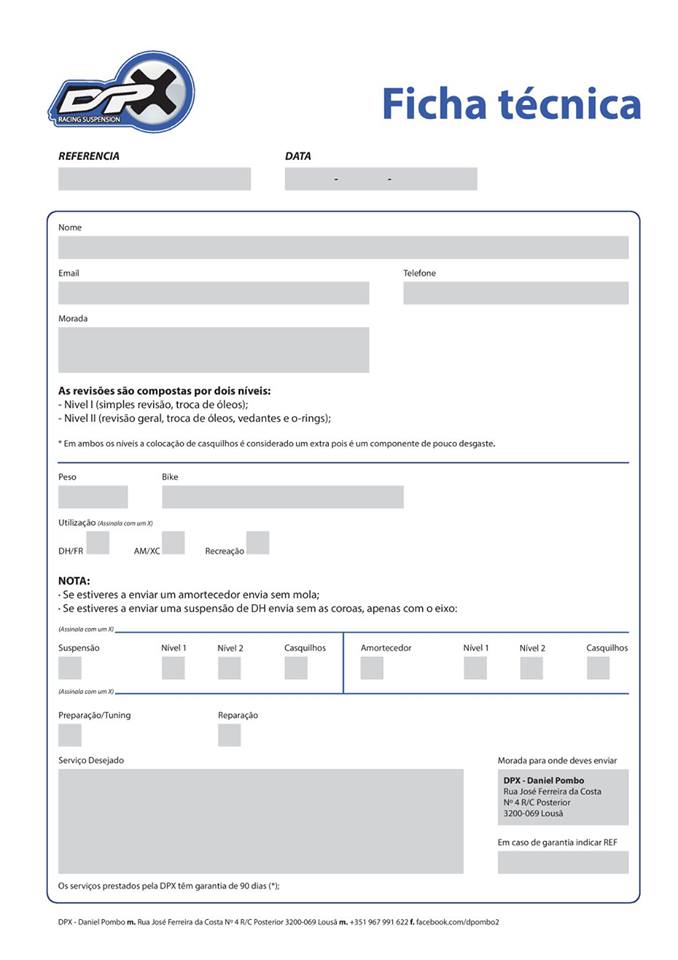 DPX
RACING SUSPENSION
Ficha técnica
REFERENCIA
DATA
- -
Nome
Email
Telefone
Morada
As revisões são compostas por dois níveis:
- Nivel I (simples revisão, troca de óleos);
- Nivel II (revisão geral, troca de óleos, vedantes e o-rings);
* Em ambos os níveis a colocação de casquilhos é considerado um extra pois é um componente de pouco desgaste.
Peso
Bike
Utilização (Assinala com um X)
DH/FR AM/XC Recreação
NOTA:
· Se estiveres a enviar um amortecedor envia sem mola;
· Se estiveres a enviar uma suspensão de DH envia sem as coroas, apenas com o eixo:
(Assinala com um X)
Suspensão Nível 1 Nível 2 Casquilhos Amortecedor Nível 1 Nível 2 Casquilhos
(Assinala com um X)
Preparação/Tuning Reparação
Serviço Desejado
Morada para onde deves enviar
DPX - Daniel Pombo
Rua José Ferreira da Costa
Nº 4 R/C Posterior
3200-069 Lousã
Em caso de garantia indicar REF
Os serviços prestados pela DPX têm garantia de 90 dias (*);
DPX - Daniel Pombo m. Rua José Ferreira da Costa Nº 4 R/C Posterior 3200-069 Lousã m. +351 967 991 622 f. facebook.com/dpombo2